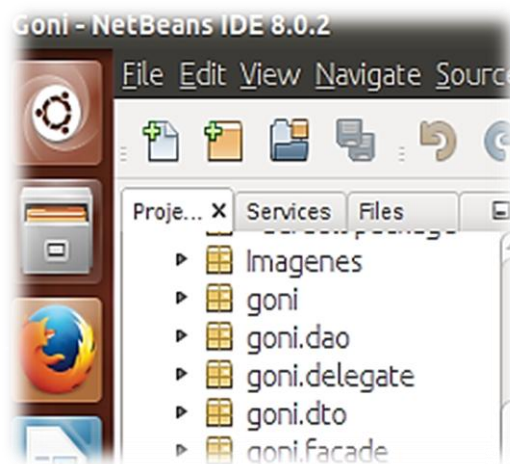 Goni - NetBeans IDE 8.0.2
File Edit View Navigate Source
Proje... Services Files
Imagenes
goni
goni.dao
goni.delegate
goni.dto
goni.facade